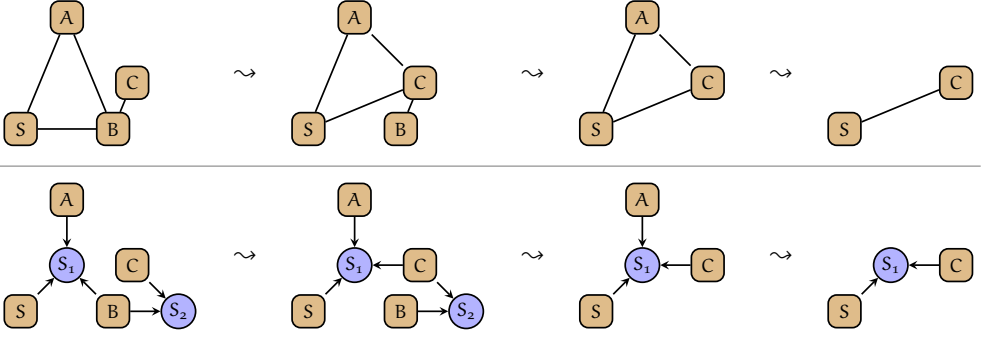 A A A
C ⤳ C ⤳ C ⤳ C
S B S B S S
A A A
S₁ C ⤳ S₁ C ⤳ S₁ C ⤳ S₁ C
S B S₂ S B S₂ S S